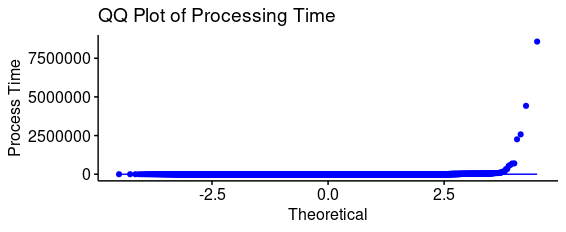 QQ Plot of Processing Time
Process Time
7500000
5000000
2500000
0
-2.5 0.0 2.5
Theoretical